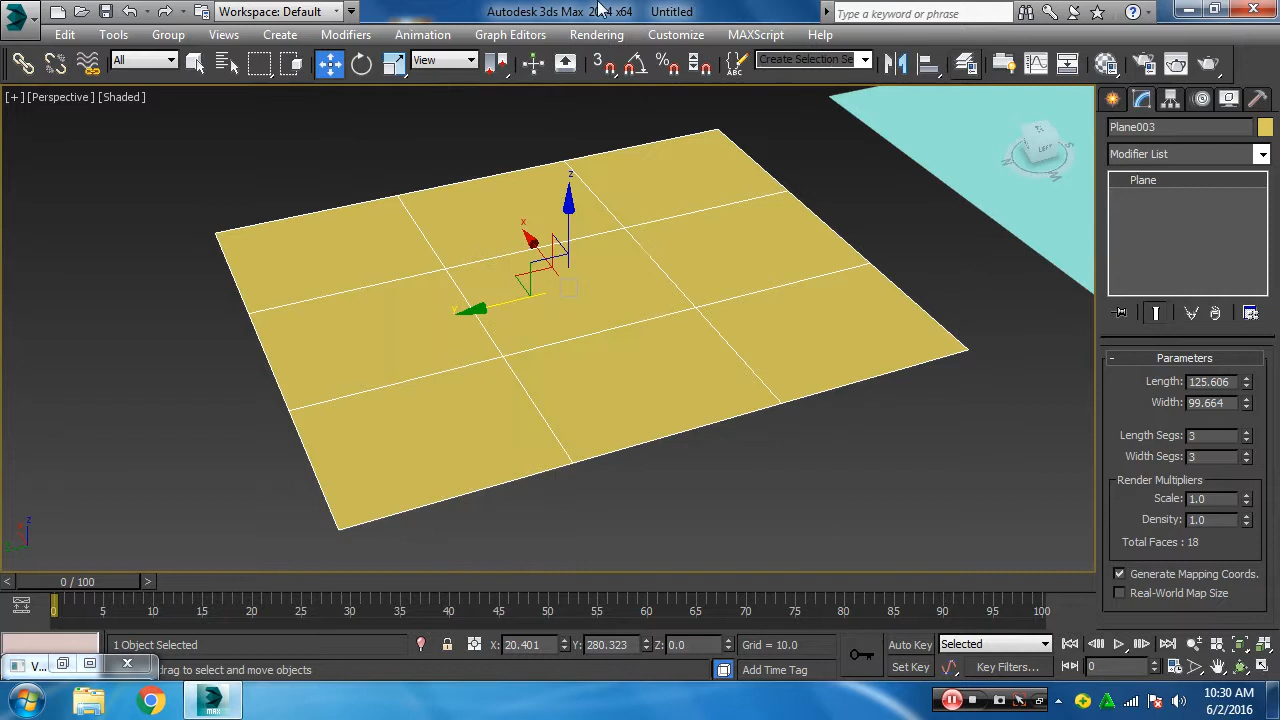 Workspace: Default
Autodesk 3ds Max 2014 x64 Untitled
Type a keyword or phrase
Edit Tools Group Views Create Modifiers Animation Graph Editors Rendering Customize MAXScript Help
All
View
3
Create Selection Se
[+] [Perspective] [Shaded]
LEFT
Plane003
Modifier List
Plane
z
x
y
Parameters
Length: 125.606
Width: 99.664
Length Segs: 3
Width Segs: 3
Render Multipliers
Scale: 1.0
Density: 1.0
Total Faces : 18
Generate Mapping Coords.
Real-World Map Size
z
< 0 / 100 >
0 5 10 15 20 25 30 35 40 45 50 55 60 65 70 75 80 85 90 95 100
1 Object Selected
X: 20.401 Y: 280.323 Z: 0.0
Grid = 10.0
Auto Key Selected
V...
drag to select and move objects
Add Time Tag
Set Key
Key Filters...
0
MAX
10:30 AM
6/2/2016